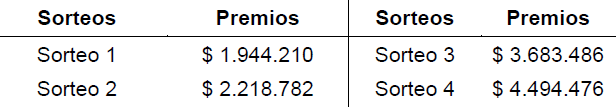 Sorteos Premios Sorteos Premios
Sorteo 1 $ 1.944.210 Sorteo 3 $ 3.683.486
Sorteo 2 $ 2.218.782 Sorteo 4 $ 4.494.476